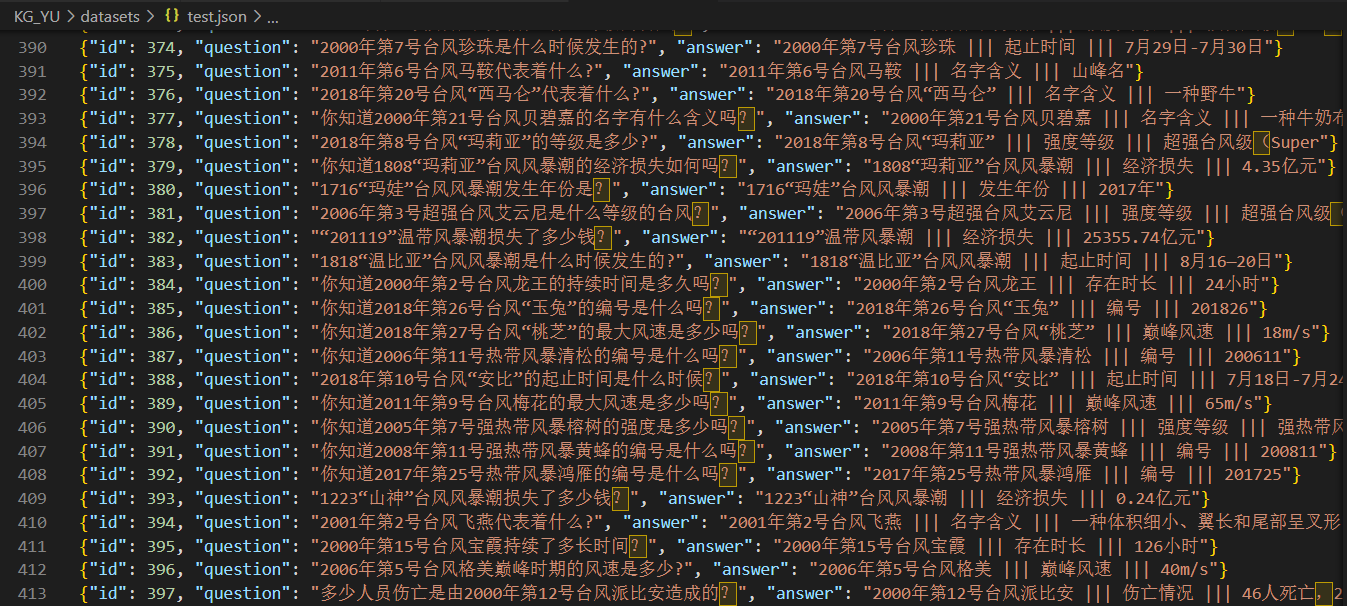 KG_YU > datasets > {} test.json > ...
390 {"id": 374, "question": "2000年第7号台风珍珠是什么时候发生的?", "answer": "2000年第7号台风珍珠 ||| 起止时间 ||| 7月29日-7月30日"}
391 {"id": 375, "question": "2011年第6号台风马鞍代表着什么?", "answer": "2011年第6号台风马鞍 ||| 名字含义 ||| 山峰名"}
392 {"id": 376, "question": "2018年第20号台风“西马仑”代表着什么?", "answer": "2018年第20号台风“西马仑” ||| 名字含义 ||| 一种野牛"}
393 {"id": 377, "question": "你知道2000年第21号台风贝碧嘉的名字有什么含义吗？", "answer": "2000年第21号台风贝碧嘉 ||| 名字含义 ||| 一种牛奶布
394 {"id": 378, "question": "2018年第8号台风“玛莉亚”的等级是多少?", "answer": "2018年第8号台风“玛莉亚” ||| 强度等级 ||| 超强台风级（Super"}
395 {"id": 379, "question": "你知道1808“玛莉亚”台风风暴潮的经济损失如何吗？", "answer": "1808“玛莉亚”台风风暴潮 ||| 经济损失 ||| 4.35亿元"}
396 {"id": 380, "question": "1716“玛娃”台风风暴潮发生年份是？", "answer": "1716“玛娃”台风风暴潮 ||| 发生年份 ||| 2017年"}
397 {"id": 381, "question": "2006年第3号超强台风艾云尼是什么等级的台风？", "answer": "2006年第3号超强台风艾云尼 ||| 强度等级 ||| 超强台风级
398 {"id": 382, "question": "“201119”温带风暴潮损失了多少钱？", "answer": "“201119”温带风暴潮 ||| 经济损失 ||| 25355.74亿元"}
399 {"id": 383, "question": "1818“温比亚”台风风暴潮是什么时候发生的?", "answer": "1818“温比亚”台风风暴潮 ||| 起止时间 ||| 8月16—20日"}
400 {"id": 384, "question": "你知道2000年第2号台风龙王的持续时间是多久吗？", "answer": "2000年第2号台风龙王 ||| 存在时长 ||| 24小时"}
401 {"id": 385, "question": "你知道2018年第26号台风“玉兔”的编号是什么吗？", "answer": "2018年第26号台风“玉兔” ||| 编号 ||| 201826"}
402 {"id": 386, "question": "你知道2018年第27号台风“桃芝”的最大风速是多少吗？", "answer": "2018年第27号台风“桃芝” ||| 巅峰风速 ||| 18m/s"}
403 {"id": 387, "question": "你知道2006年第11号热带风暴清松的编号是什么吗？", "answer": "2006年第11号热带风暴清松 ||| 编号 ||| 200611"}
404 {"id": 388, "question": "2018年第10号台风“安比”的起止时间是什么时候？", "answer": "2018年第10号台风“安比” ||| 起止时间 ||| 7月18日-7月24
405 {"id": 389, "question": "你知道2011年第9号台风梅花的最大风速是多少吗？", "answer": "2011年第9号台风梅花 ||| 巅峰风速 ||| 65m/s"}
406 {"id": 390, "question": "你知道2005年第7号强热带风暴榕树的强度是多少吗？", "answer": "2005年第7号强热带风暴榕树 ||| 强度等级 ||| 强热带风
407 {"id": 391, "question": "你知道2008年第11号强热带风暴黄蜂的编号是什么吗？", "answer": "2008年第11号强热带风暴黄蜂 ||| 编号 ||| 200811"}
408 {"id": 392, "question": "你知道2017年第25号热带风暴鸿雁的编号是什么吗？", "answer": "2017年第25号热带风暴鸿雁 ||| 编号 ||| 201725"}
409 {"id": 393, "question": "1223“山神”台风风暴潮损失了多少钱？", "answer": "1223“山神”台风风暴潮 ||| 经济损失 ||| 0.24亿元"}
410 {"id": 394, "question": "2001年第2号台风飞燕代表着什么?", "answer": "2001年第2号台风飞燕 ||| 名字含义 ||| 一种体积细小、翼长和尾部呈叉形
411 {"id": 395, "question": "2000年第15号台风宝霞持续了多长时间？", "answer": "2000年第15号台风宝霞 ||| 存在时长 ||| 126小时"}
412 {"id": 396, "question": "2006年第5号台风格美巅峰时期的风速是多少?", "answer": "2006年第5号台风格美 ||| 巅峰风速 ||| 40m/s"}
413 {"id": 397, "question": "多少人员伤亡是由2000年第12号台风派比安造成的？", "answer": "2000年第12号台风派比安 ||| 伤亡情况 ||| 46人死亡，2